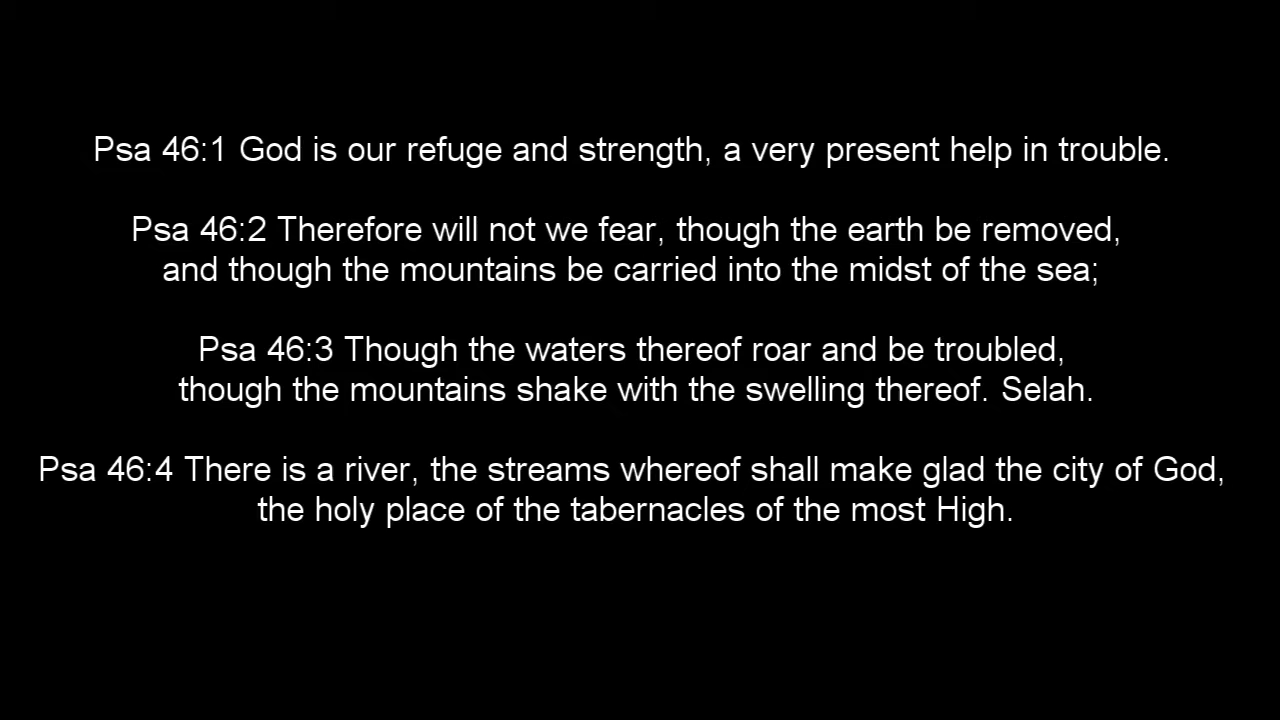 Psa 46:1 God is our refuge and strength, a very present help in trouble.
Psa 46:2 Therefore will not we fear, though the earth be removed,
and though the mountains be carried into the midst of the sea;
Psa 46:3 Though the waters thereof roar and be troubled,
though the mountains shake with the swelling thereof. Selah.
Psa 46:4 There is a river, the streams whereof shall make glad the city of God,
the holy place of the tabernacles of the most High.